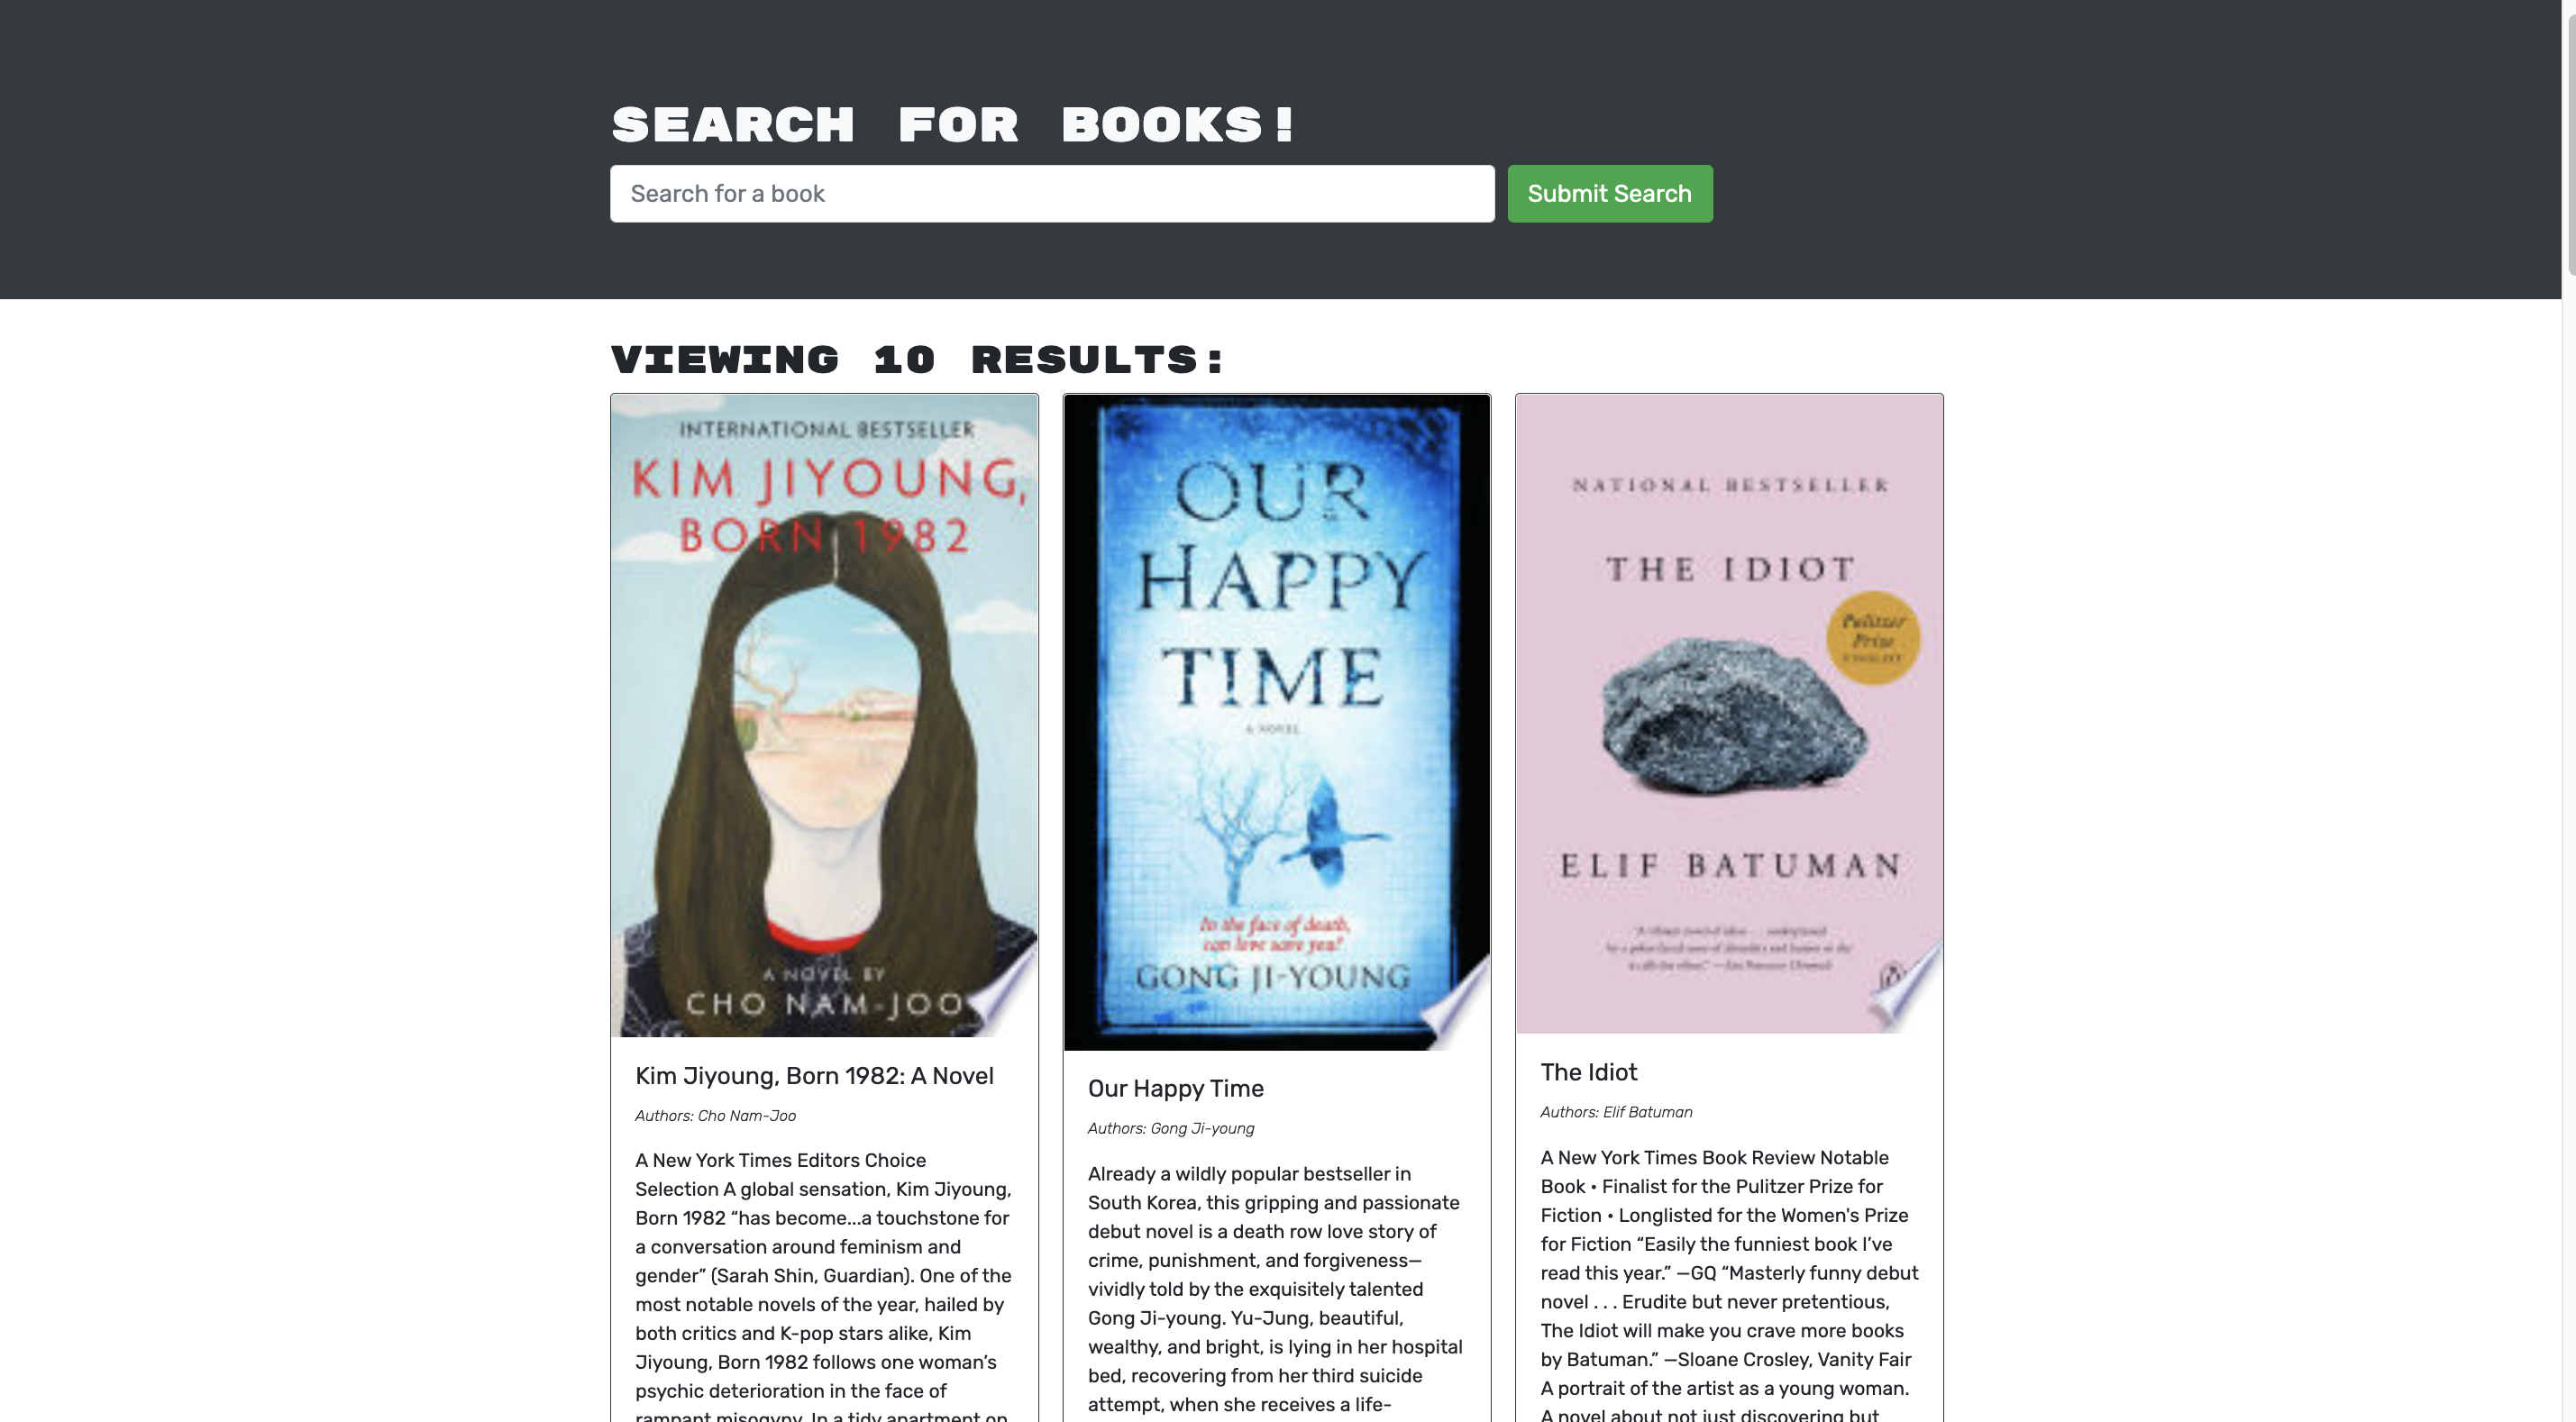 SEARCH FOR BOOKS!
Search for a book
Submit Search
VIEWING 10 RESULTS:
INTERNATIONAL BESTSELLER
KIM JIYOUNG,
BORN 1982
A NOVEL BY
CHO NAM-JOO
Kim Jiyoung, Born 1982: A Novel
Authors: Cho Nam-Joo
A New York Times Editors Choice
Selection A global sensation, Kim Jiyoung,
Born 1982 “has become...a touchstone for
a conversation around feminism and
gender” (Sarah Shin, Guardian). One of the
most notable novels of the year, hailed by
both critics and K-pop stars alike, Kim
Jiyoung, Born 1982 follows one woman’s
psychic deterioration in the face of
rampant misogyny. In a tidy apartment on
OUR
HAPPY
TIME
A NOVEL
In the face of death,
can love save you?
GONG JI-YOUNG
Our Happy Time
Authors: Gong Ji-young
Already a wildly popular bestseller in
South Korea, this gripping and passionate
debut novel is a death row love story of
crime, punishment, and forgiveness—
vividly told by the exquisitely talented
Gong Ji-young. Yu-Jung, beautiful,
wealthy, and bright, is lying in her hospital
bed, recovering from her third suicide
attempt, when she receives a life-
NATIONAL BESTSELLER
THE IDIOT
Pulitzer
Prize
FINALIST
ELIF BATUMAN
The Idiot
Authors: Elif Batuman
A New York Times Book Review Notable
Book • Finalist for the Pulitzer Prize for
Fiction • Longlisted for the Women's Prize
for Fiction “Easily the funniest book I’ve
read this year.” —GQ “Masterly funny debut
novel . . . Erudite but never pretentious,
The Idiot will make you crave more books
by Batuman.” —Sloane Crosley, Vanity Fair
A portrait of the artist as a young woman.
A novel about not just discovering but